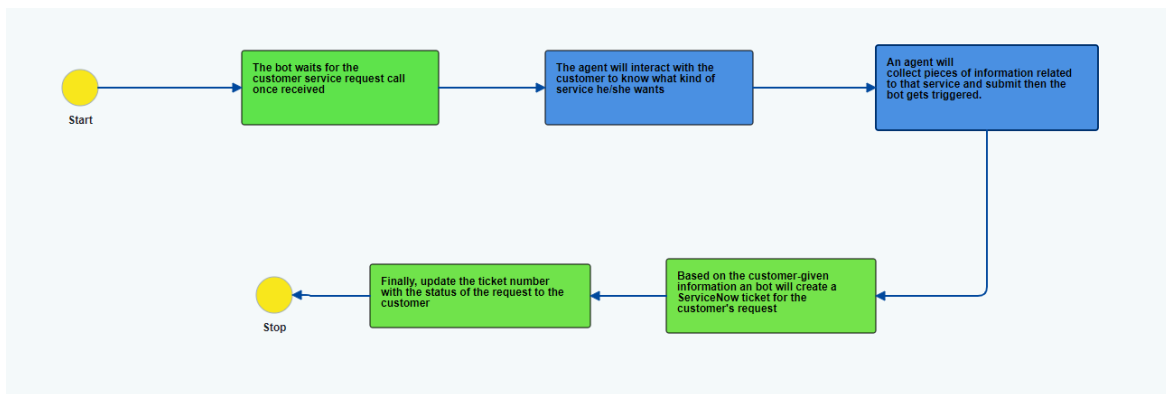 The bot waits for the
customer service request call
once received
The agent will interact with the
customer to know what kind of
service he/she wants
An agent will
collect pieces of information related
to that service and submit then the
bot gets triggered.
Start
Based on the customer-given
information an bot will create a
ServiceNow ticket for the
customer's request
Finally, update the ticket number
with the status of the request to the
customer
Stop